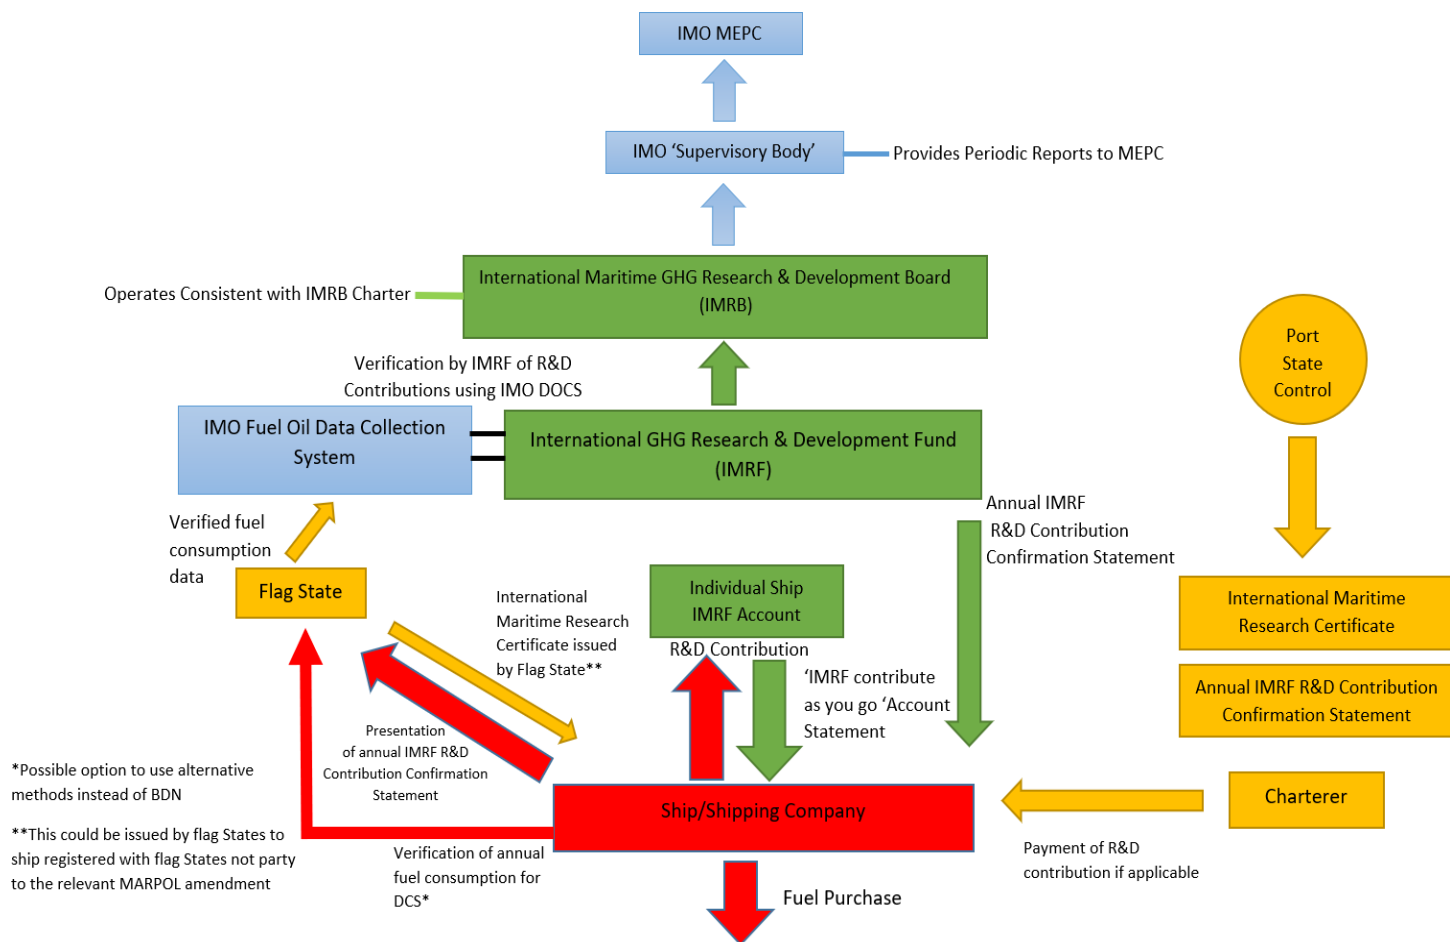 IMO MEPC
IMO ‘Supervisory Body’
Provides Periodic Reports to MEPC
International Maritime GHG Research & Development Board
(IMRB)
Operates Consistent with IMRB Charter
Port
State
Control
Verification by IMRF of R&D
Contributions using IMO DOCS
IMO Fuel Oil Data Collection
System
International GHG Research & Development Fund
(IMRF)
Annual IMRF
R&D Contribution
Confirmation Statement
Verified fuel
consumption
data
Flag State
International
Maritime Research
Certificate issued
by Flag State**
Individual Ship
IMRF Account
R&D Contribution
‘IMRF contribute
as you go ‘Account
Statement
International Maritime
Research Certificate
Annual IMRF R&D Contribution
Confirmation Statement
Presentation
of annual IMRF R&D
Contribution Confirmation
Statement
*Possible option to use alternative
methods instead of BDN
**This could be issued by flag States to
ship registered with flag States not party
to the relevant MARPOL amendment
Ship/Shipping Company
Charterer
Verification of annual
fuel consumption for
DCS*
Payment of R&D
contribution if applicable
Fuel Purchase